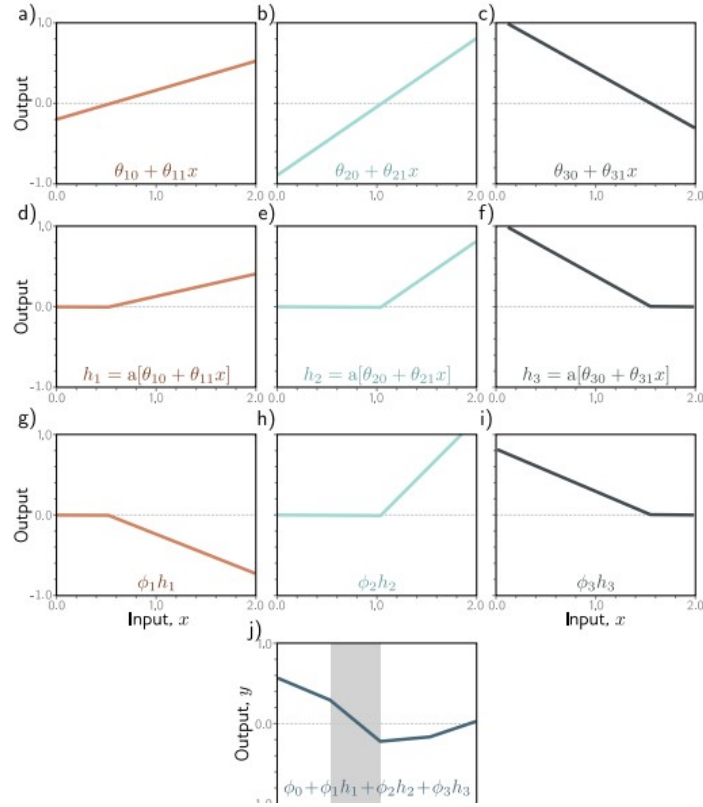 a) b) c)
1.0
Output
0.0
θ₁₀ + θ₁₁x θ₂₀ + θ₂₁x θ₃₀ + θ₃₁x
-1.0
0.0 1.0 2.0 0.0 1.0 2.0 0.0 1.0 2.0
d) e) f)
1.0
Output
0.0
h₁ = a[θ₁₀ + θ₁₁x] h₂ = a[θ₂₀ + θ₂₁x] h₃ = a[θ₃₀ + θ₃₁x]
-1.0
0.0 1.0 2.0 0.0 1.0 2.0 0.0 1.0 2.0
g) h) i)
1.0
Output
0.0
ϕ₁h₁ ϕ₂h₂ ϕ₃h₃
-1.0
0.0 1.0 2.0 0.0 1.0 2.0 0.0 1.0 2.0
Input, x Input, x
j)
1.0
Output, y
0.0
ϕ₀ + ϕ₁h₁ + ϕ₂h₂ + ϕ₃h₃
-1.0